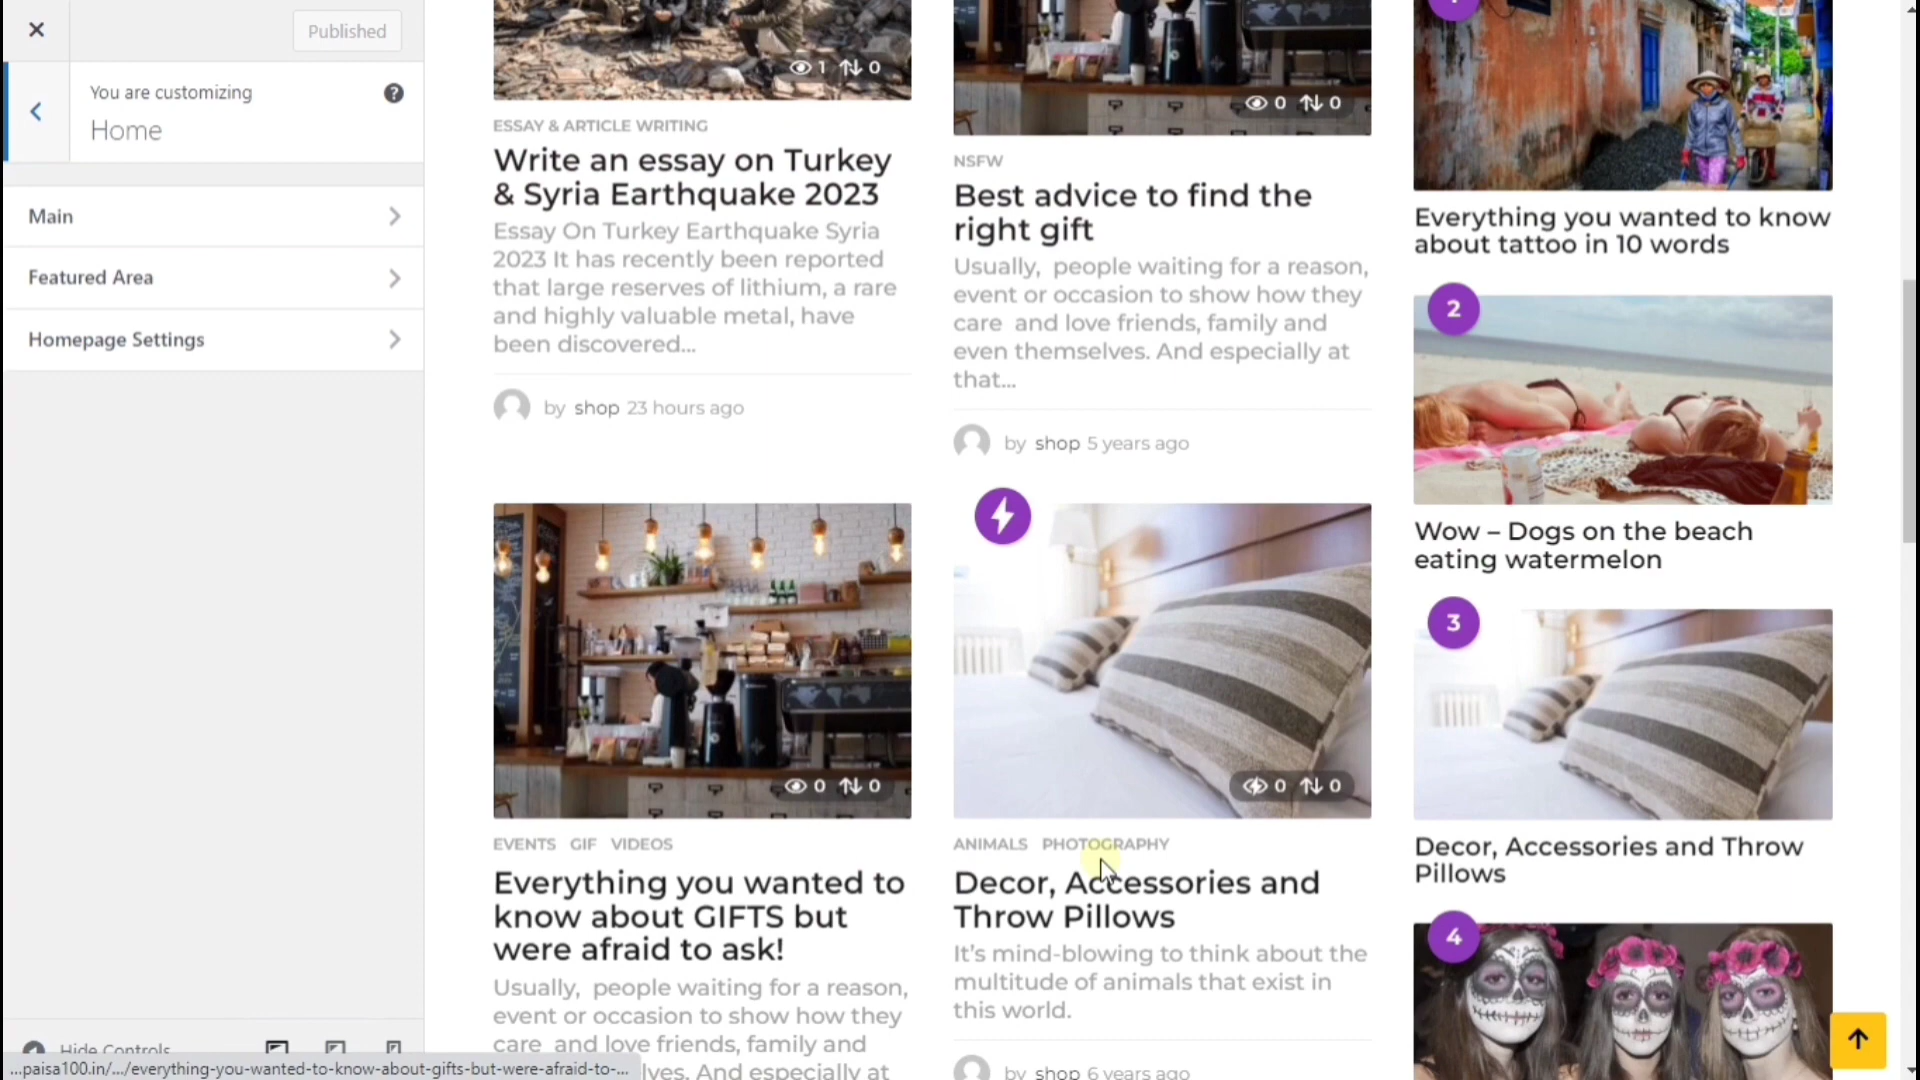 Published
You are customizing
Home
?
Main
Featured Area
Homepage Settings
Hide Controls
...paisa100.in/.../everything-you-wanted-to-know-about-gifts-but-were-afraid-to-...
1 0
ESSAY & ARTICLE WRITING
Write an essay on Turkey
& Syria Earthquake 2023
Essay On Turkey Earthquake Syria
2023 It has recently been reported
that large reserves of lithium, a rare
and highly valuable metal, have
been discovered...
by shop 23 hours ago
0 0
EVENTS GIF VIDEOS
Everything you wanted to
know about GIFTS but
were afraid to ask!
Usually, people waiting for a reason,
event or occasion to show how they
care and love friends, family and
lves. And especially at
0 0
NSFW
Best advice to find the
right gift
Usually, people waiting for a reason,
event or occasion to show how they
care and love friends, family and
even themselves. And especially at
that...
by shop 5 years ago
0 0
ANIMALS PHOTOGRAPHY
Decor, Accessories and
Throw Pillows
It's mind-blowing to think about the
multitude of animals that exist in
this world.
by shop 6 years ago
Everything you wanted to know
about tattoo in 10 words
2
Wow – Dogs on the beach
eating watermelon
3
Decor, Accessories and Throw
Pillows
4